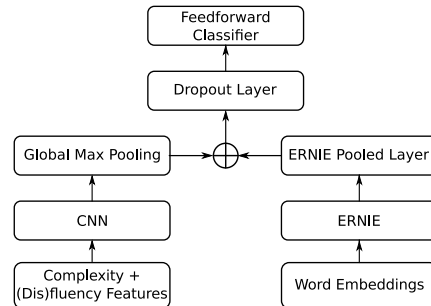 Feedforward
Classifier
Dropout Layer
Global Max Pooling
ERNIE Pooled Layer
CNN
ERNIE
Complexity +
(Dis)fluency Features
Word Embeddings